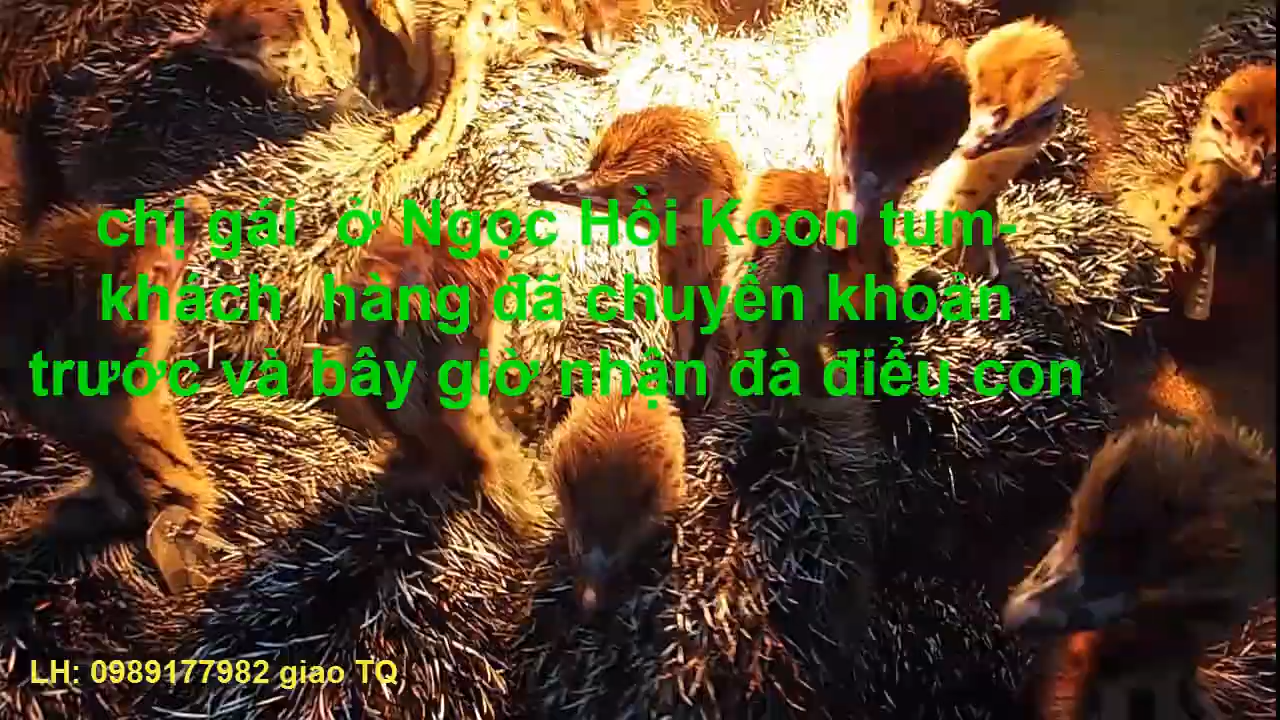 chị gái ở Ngọc Hồi Koon tum-
khách hàng đã chuyển khoản
trước và bây giờ nhận đà điểu con
LH: 0989177982 giao TQ